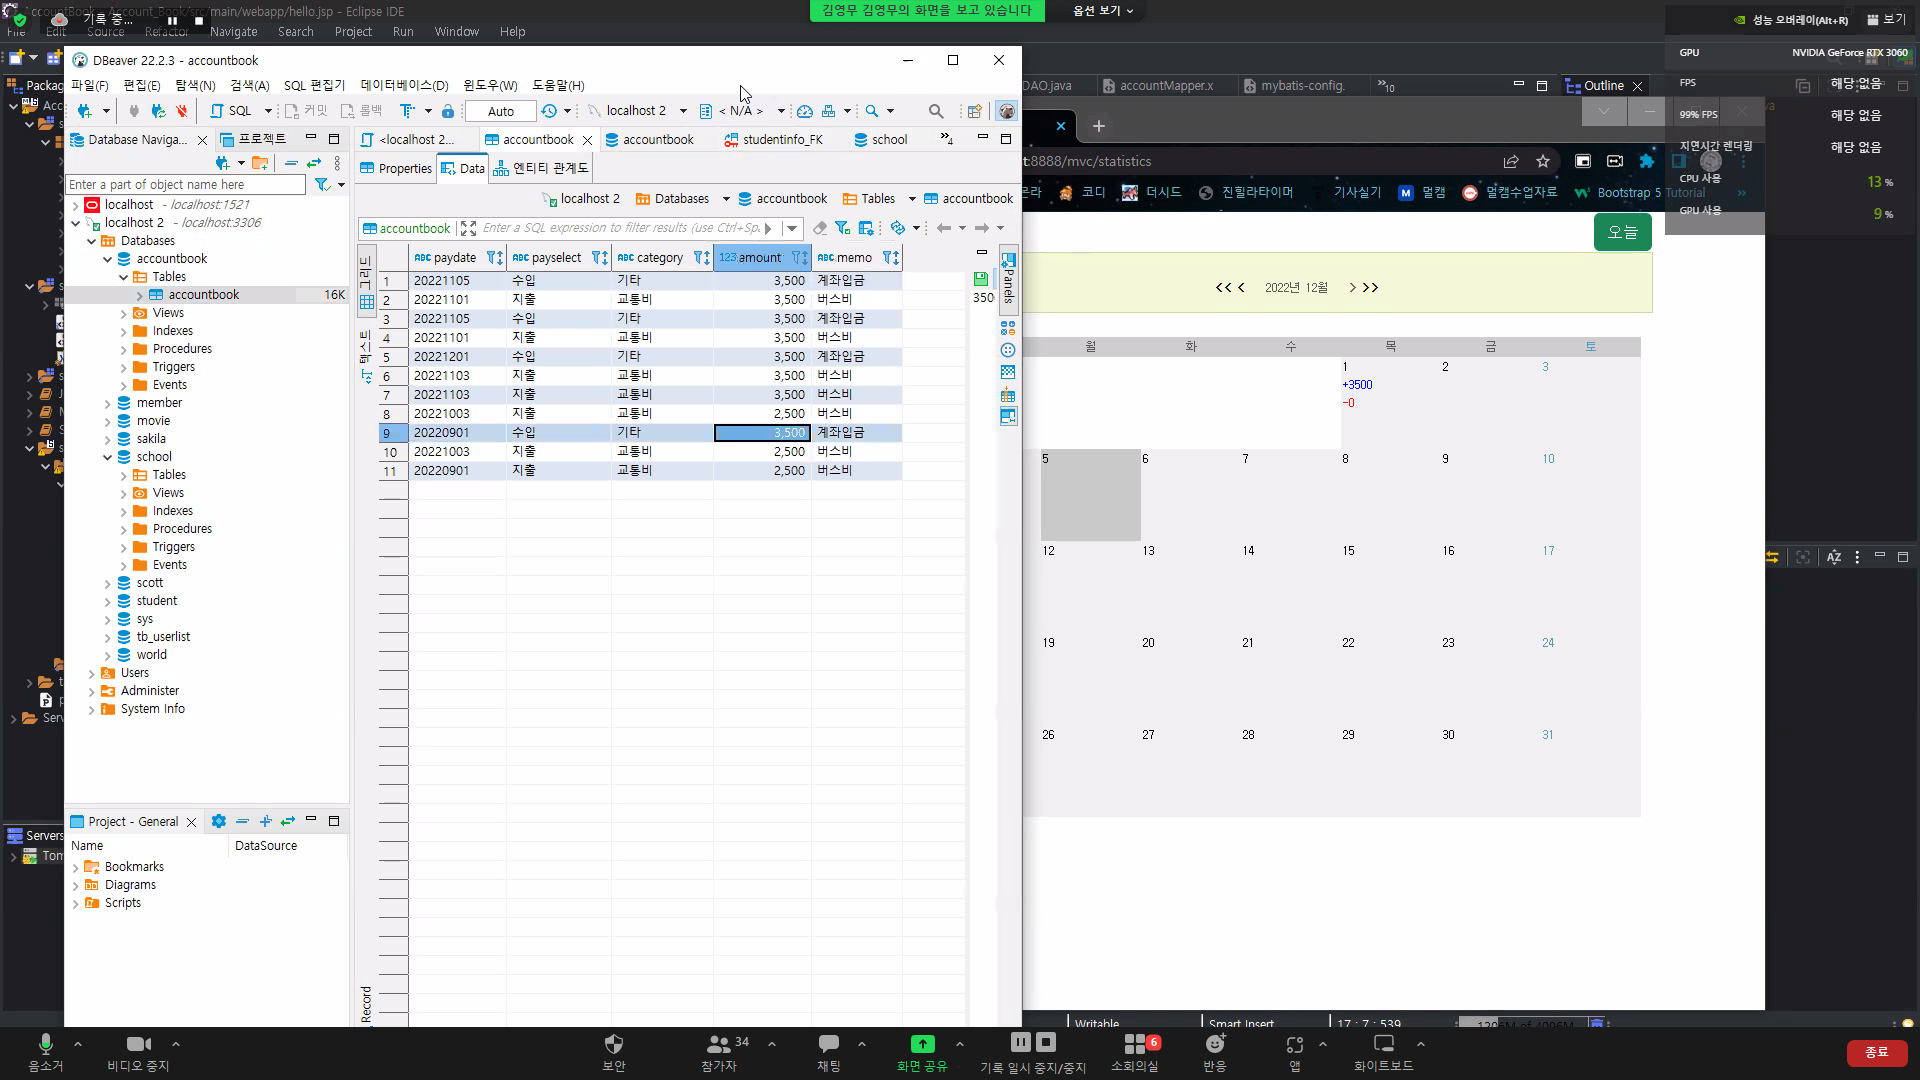 AccountBook - Account_Book/src/main/webapp/hello.jsp - Eclipse IDE
기록 중...
김영무 김영무의 화면을 보고 있습니다
옵션 보기
성능 오버레이(Alt+R)
보기
File Edit Source Refactor Navigate Search Project Run Window Help
GPU NVIDIA GeForce RTX 3060
FPS 해당 없음
99% FPS 해당 없음
지연시간 렌더링 해당 없음
CPU 사용 13 %
GPU 사용 9 %
DBeaver 22.2.3 - accountbook
파일(F) 편집(E) 탐색(N) 검색(A) SQL 편집기 데이터베이스(D) 윈도우(W) 도움말(H)
SQL 커밋 롤백 Auto localhost 2 < N/A >
DAO.java accountMapper.x mybatis-config. »10 Outline
Database Naviga... 프로젝트
<localhost 2... accountbook accountbook studentinfo_FK school »4
Properties Data 엔티티 관계도
t:8888/mvc/statistics
Enter a part of object name here
코디 더시드 진힐라타이머 기사실기 멀캠 멀캠수업자료 Bootstrap 5 Tutorial
localhost 2 Databases accountbook Tables accountbook
accountbook Enter a SQL expression to filter results (use Ctrl+Sp
localhost - localhost:1521
localhost 2 - localhost:3306
Databases
accountbook
Tables
accountbook 16K
Views
Indexes
Procedures
Triggers
Events
member
movie
sakila
school
Tables
Views
Indexes
Procedures
Triggers
Events
scott
student
sys
tb_userlist
world
Users
Administer
System Info
그리드
텍스트
Record
Panels
paydate payselect category amount memo
1 20221105 수입 기타 3,500 계좌입금
2 20221101 지출 교통비 3,500 버스비
3 20221105 수입 기타 3,500 계좌입금
4 20221101 지출 교통비 3,500 버스비
5 20221201 수입 기타 3,500 계좌입금
6 20221103 지출 교통비 3,500 버스비
7 20221103 지출 교통비 3,500 버스비
8 20221003 지출 교통비 2,500 버스비
9 20220901 수입 기타 3,500 계좌입금
10 20221003 지출 교통비 2,500 버스비
11 20220901 지출 교통비 2,500 버스비
350
오늘
<< < 2022년 12월 > >>
월 화 수 목 금 토
1 2 3
+3500
-0
5 6 7 8 9 10
12 13 14 15 16 17
19 20 21 22 23 24
26 27 28 29 30 31
Project - General
Name DataSource
Bookmarks
Diagrams
Scripts
Packag
Servers
Tom
Writable Smart Insert 17 : 7 : 539
음소거 비디오 중지 보안 참가자 34 채팅 화면 공유 기록 일시 중지/중지 소회의실 6 반응 앱 화이트보드 종료